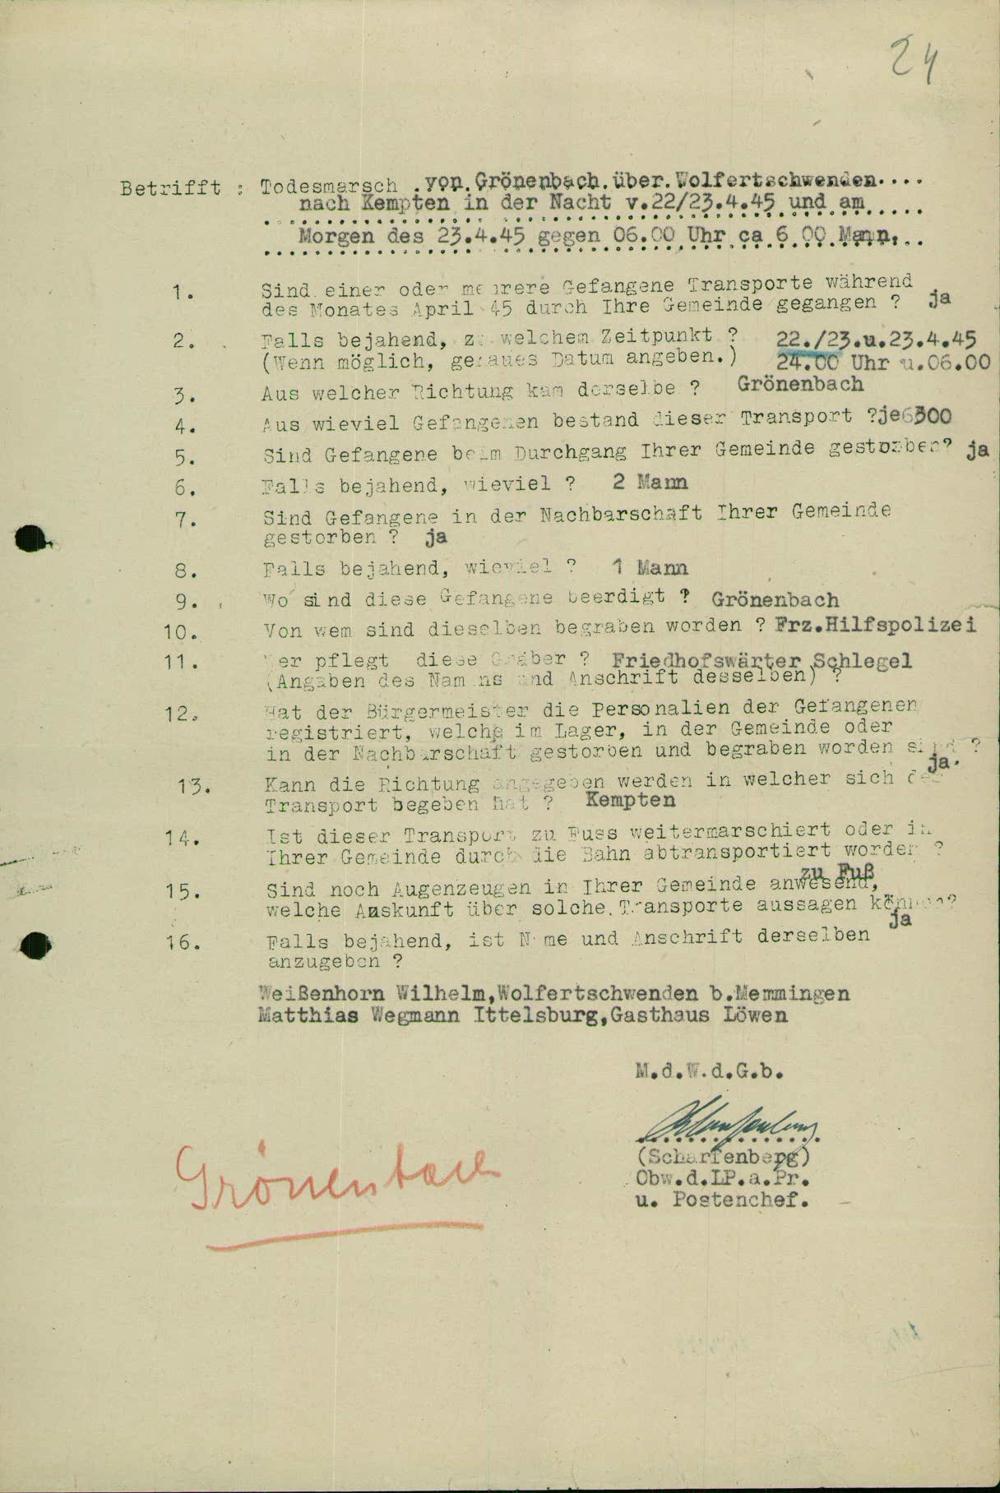 24
Betrifft : Todesmarsch von Grönenbach über Wolfertschwenden....
nach Kempten in der Nacht v.22/23.4.45 und am
Morgen des 23.4.45 gegen 06.00 Uhr ca 6.00 Mann.
1. Sind einer oder mehrere Gefangene Transporte während
des Monates April 45 durch Ihre Gemeinde gegangen ? ja
2. Falls bejahend, zu welchem Zeitpunkt ? 22./23.u.23.4.45
(Wenn möglich, genaues Datum angeben.) 24.00 Uhr u.06.00
3. Aus welcher Richtung kam derselbe ? Grönenbach
4. Aus wieviel Gefangenen bestand dieser Transport ?je 300
5. Sind Gefangene beim Durchgang Ihrer Gemeinde gestorben? ja
6. Falls bejahend, wieviel ? 2 Mann
7. Sind Gefangene in der Nachbarschaft Ihrer Gemeinde
gestorben ? ja
8. Falls bejahend, wieviel ? 1 Mann
9. Wo sind diese Gefangene beerdigt ? Grönenbach
10. Von wem sind dieselben begraben worden ? Frz.Hilfspolizei
11. Wer pflegt diese Gräber ? Friedhofswärter Schlegel
(Angaben des Namens und Anschrift desselben) ?
12. Hat der Bürgermeister die Personalien der Gefangenen
registriert, welche im Lager, in der Gemeinde oder
in der Nachbarschaft gestorben und begraben worden sind ?
ja.
13. Kann die Richtung angegeben werden in welcher sich der
Transport begeben hat ? Kempten
14. Ist dieser Transport zu Fuss weitermarschiert oder in
Ihrer Gemeinde durch die Bahn abtransportiert worden ?
zu Fuß
15. Sind noch Augenzeugen in Ihrer Gemeinde anwesend,
welche Auskunft über solche Transporte aussagen können?
ja
16. Falls bejahend, ist Name und Anschrift derselben
anzugeben ?
Weißenhorn Wilhelm,Wolfertschwenden b.Memmingen
Matthias Wegmann Ittelsburg,Gasthaus Löwen
M.d.W.d.G.b.
(Scharfenberg)
Obw.d.LP.a.Pr.
u. Postenchef.
Grönenbach